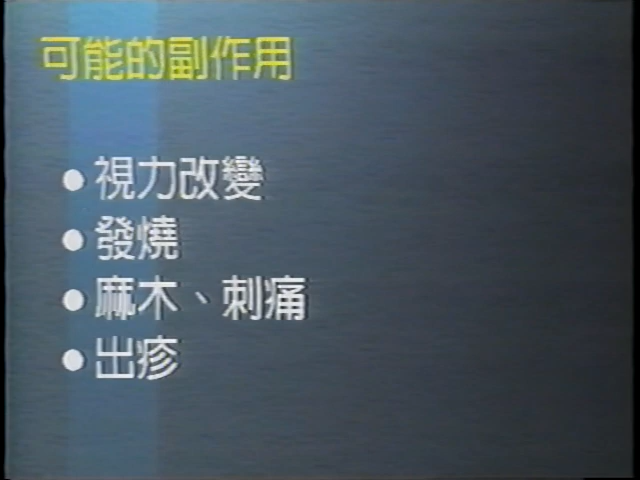 可能的副作用
●視力改變
●發燒
●麻木、刺痛
●出疹